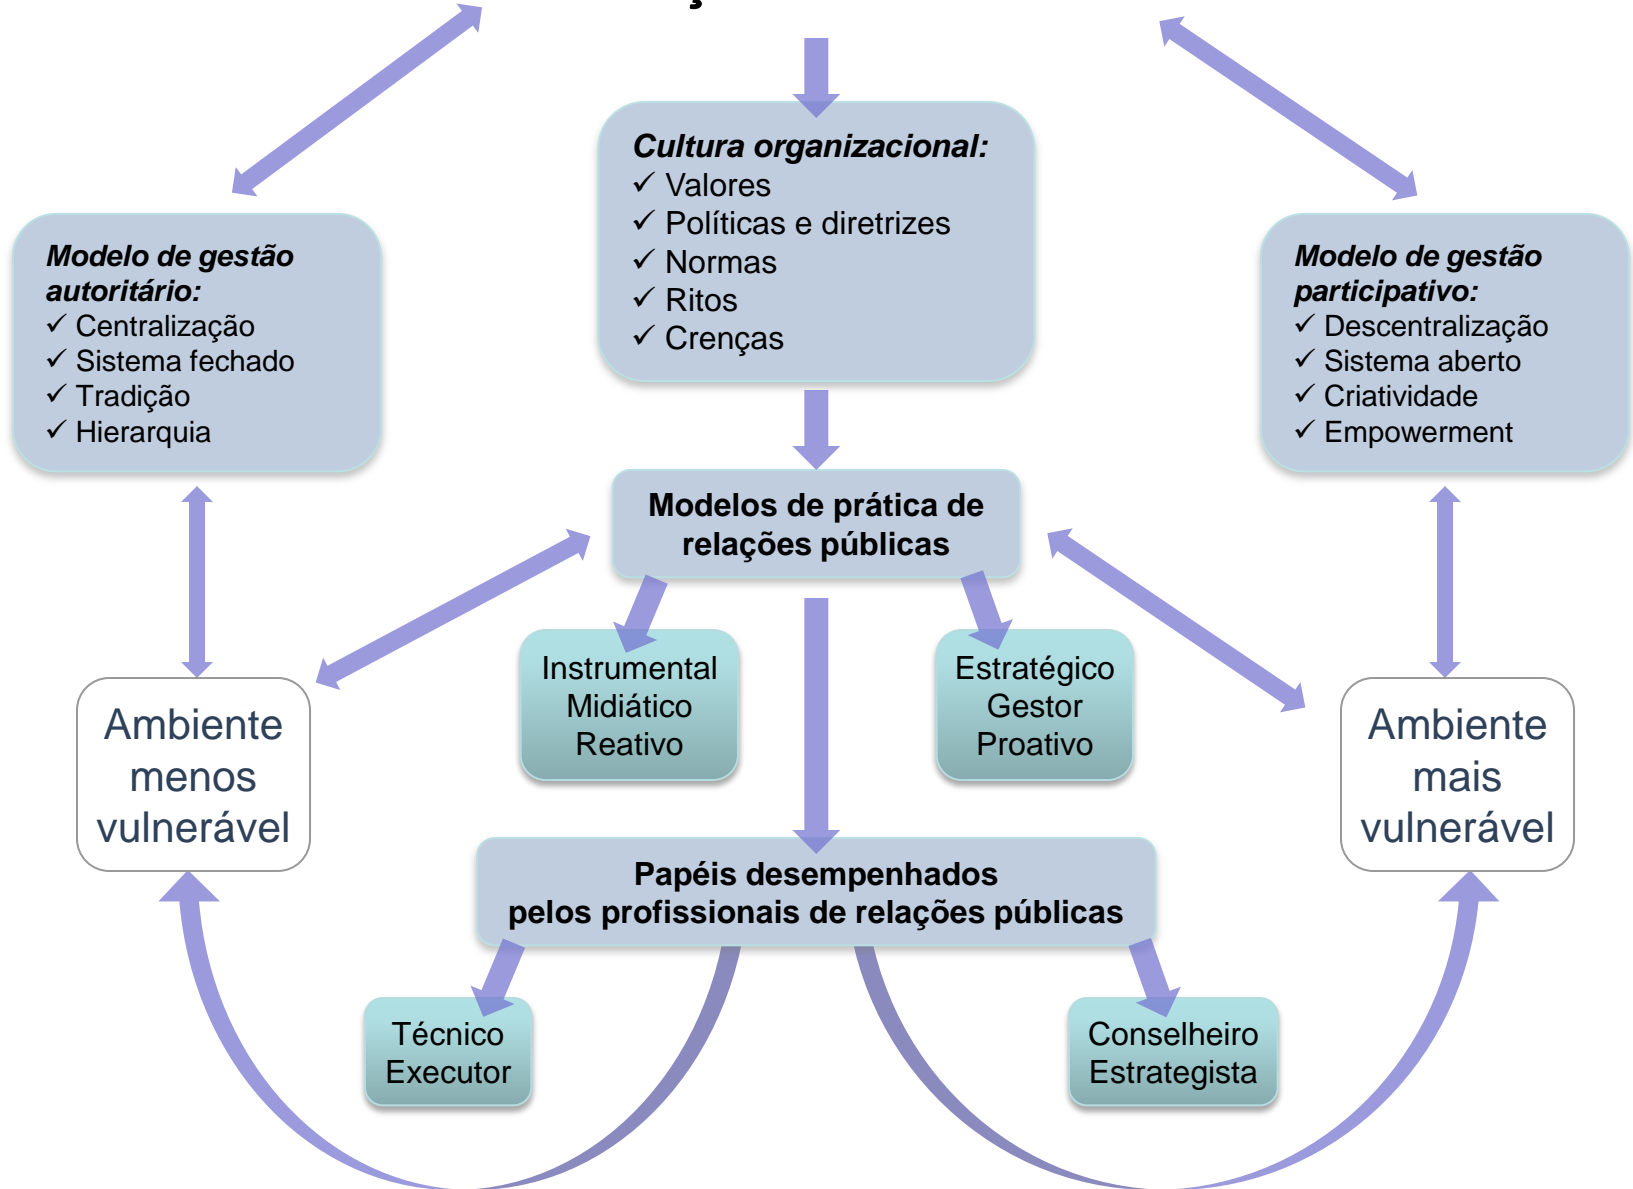 Cultura organizacional:
✓ Valores
✓ Políticas e diretrizes
✓ Normas
✓ Ritos
✓ Crenças
Modelo de gestão
autoritário:
✓ Centralização
✓ Sistema fechado
✓ Tradição
✓ Hierarquia
Modelo de gestão
participativo:
✓ Descentralização
✓ Sistema aberto
✓ Criatividade
✓ Empowerment
Modelos de prática de
relações públicas
Instrumental
Midiático
Reativo
Estratégico
Gestor
Proativo
Ambiente
menos
vulnerável
Ambiente
mais
vulnerável
Papéis desempenhados
pelos profissionais de relações públicas
Técnico
Executor
Conselheiro
Estrategista